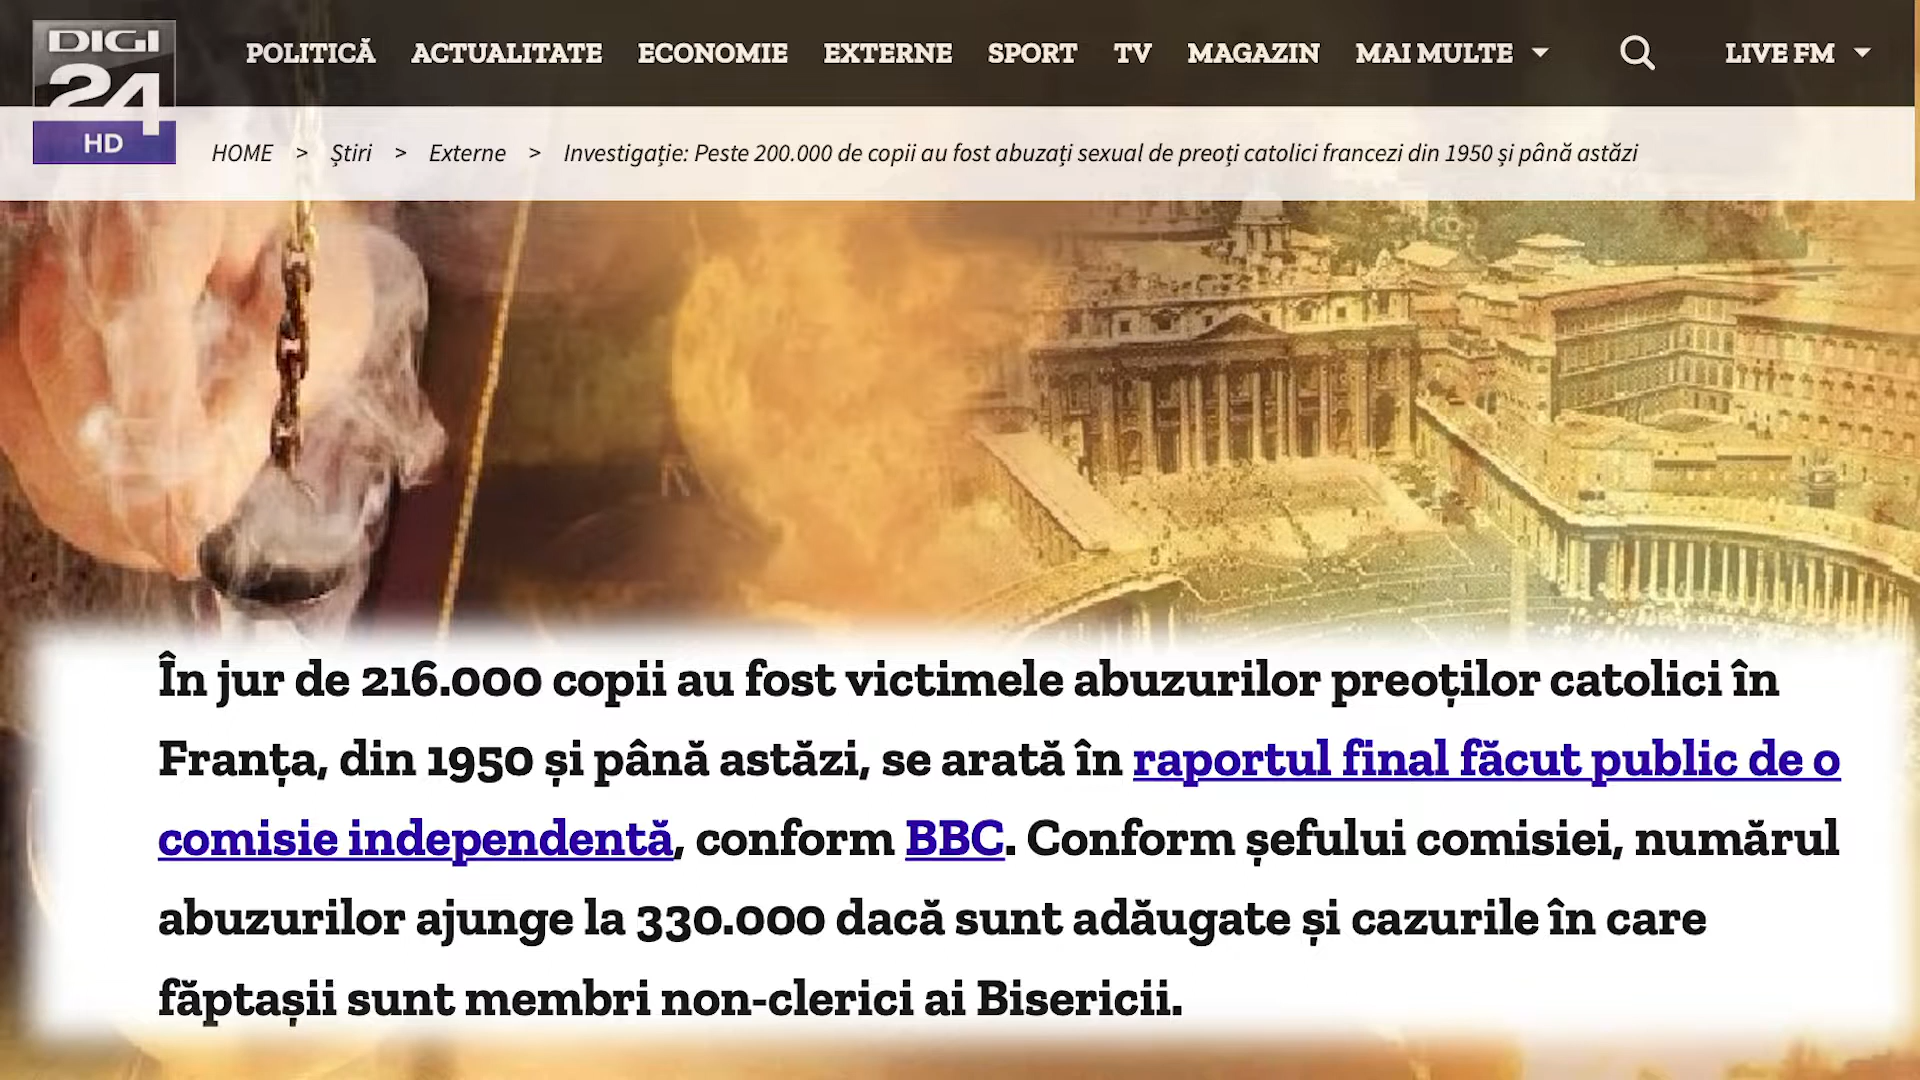 DIGI
24
HD
POLITICĂ ACTUALITATE ECONOMIE EXTERNE SPORT TV MAGAZIN MAI MULTE LIVE FM
HOME > Știri > Externe > Investigație: Peste 200.000 de copii au fost abuzați sexual de preoți catolici francezi din 1950 și până astăzi
În jur de 216.000 copii au fost victimele abuzurilor preoților catolici în
Franța, din 1950 și până astăzi, se arată în raportul final făcut public de o
comisie independentă, conform BBC. Conform șefului comisiei, numărul
abuzurilor ajunge la 330.000 dacă sunt adăugate și cazurile în care
făptașii sunt membri non-clerici ai Bisericii.